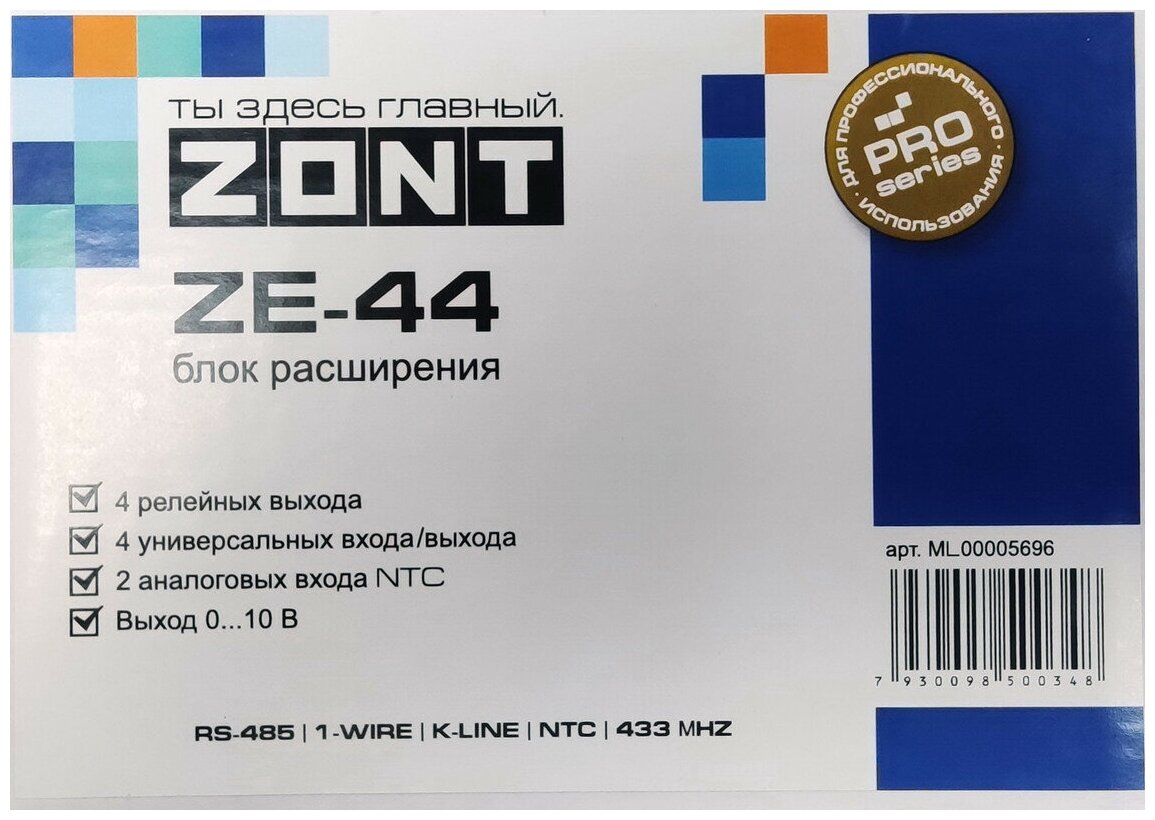 ты здесь главный.
ZONT
ZE-44
блок расширения
4 релейных выхода
4 универсальных входа/выхода
2 аналоговых входа NTC
Выход 0...10 В
RS-485 | 1-WIRE | K-LINE | NTC | 433 MHZ
· ДЛЯ ПРОФЕССИОНАЛЬНОГО ·
PRO
series
ИСПОЛЬЗОВАНИЯ
арт. ML00005696
7 930098 500348